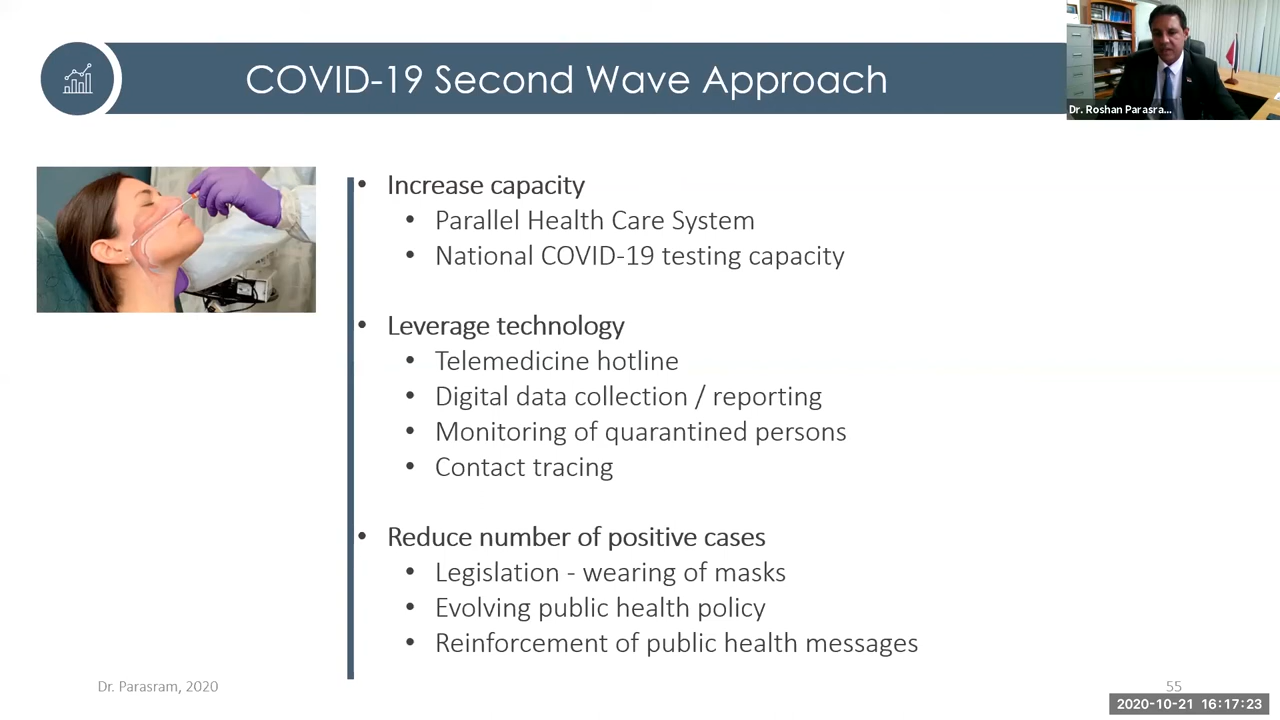 COVID-19 Second Wave Approach
Dr. Roshan Parasra...
• Increase capacity
• Parallel Health Care System
• National COVID-19 testing capacity
• Leverage technology
• Telemedicine hotline
• Digital data collection / reporting
• Monitoring of quarantined persons
• Contact tracing
• Reduce number of positive cases
• Legislation - wearing of masks
• Evolving public health policy
• Reinforcement of public health messages
Dr. Parasram, 2020
55
2020-10-21 16:17:23